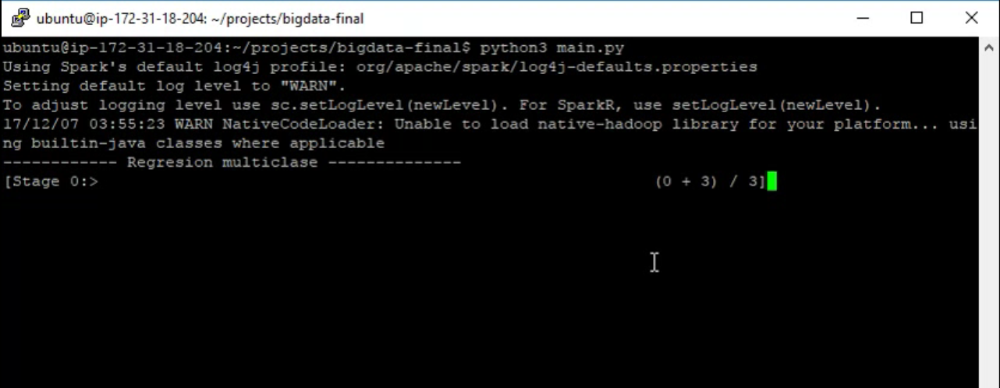 ubuntu@ip-172-31-18-204: ~/projects/bigdata-final
ubuntu@ip-172-31-18-204:~/projects/bigdata-final$ python3 main.py
Using Spark's default log4j profile: org/apache/spark/log4j-defaults.properties
Setting default log level to "WARN".
To adjust logging level use sc.setLogLevel(newLevel). For SparkR, use setLogLevel(newLevel).
17/12/07 03:55:23 WARN NativeCodeLoader: Unable to load native-hadoop library for your platform... usi
ng builtin-java classes where applicable
------------ Regresion multiclase --------------
[Stage 0:>                                                          (0 + 3) / 3]